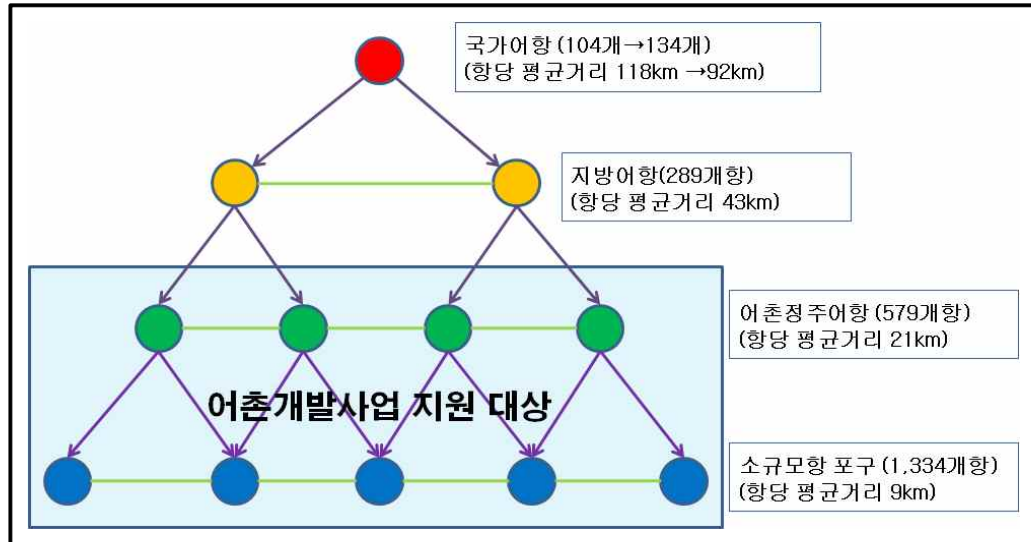 국가어항 (104개→134개)
(항당 평균거리 118km →92km)
지방어항(289개항)
(항당 평균거리 43km)
어촌정주어항 (579개항)
(항당 평균거리 21km)
어촌개발사업 지원 대상
소규모항 포구 (1,334개항)
(항당 평균거리 9km)